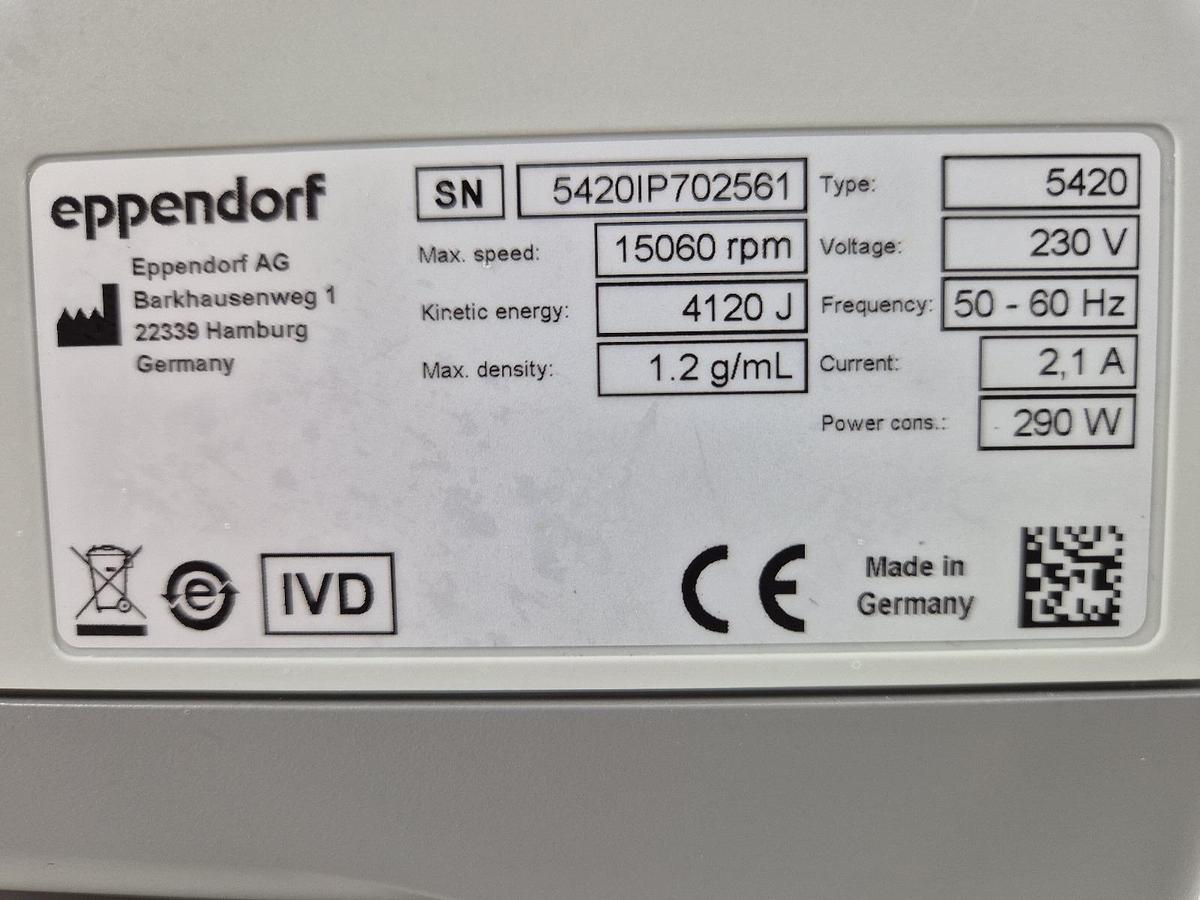 eppendorf
Eppendorf AG
Barkhausenweg 1
22339 Hamburg
Germany
SN 5420IP702561
Max. speed: 15060 rpm
Kinetic energy: 4120 J
Max. density: 1.2 g/mL
Type: 5420
Voltage: 230 V
Frequency: 50 - 60 Hz
Current: 2,1 A
Power cons.: 290 W
e
IVD
CE
Made in
Germany